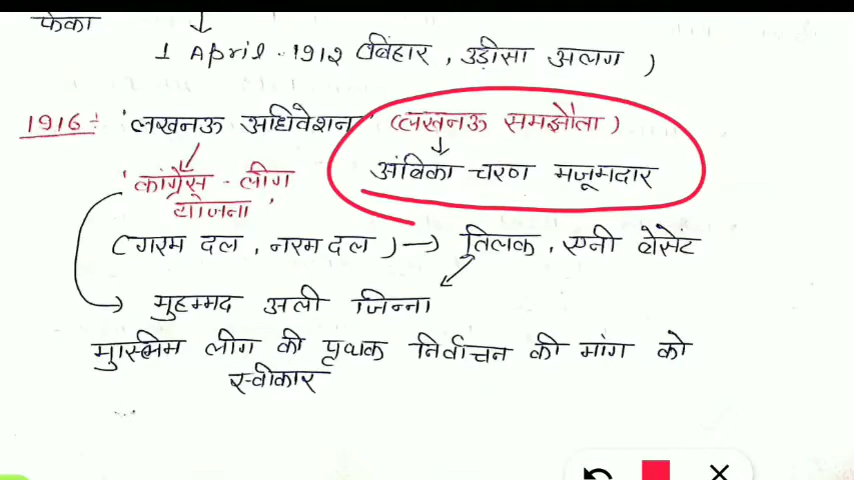 फेंका
1 April - 1912 (बिहार, उड़ीसा अलग)
1916 :- 'लखनऊ अधिवेशन' (लखनऊ समझौता)
अंबिका चरण मजूमदार
'कांग्रेस - लीग
योजना'
(गरम दल, नरम दल) → तिलक, एनी बेसेंट
मुहम्मद अली जिन्ना
मुस्लिम लीग की पृथक निर्वाचन की मांग को
स्वीकार